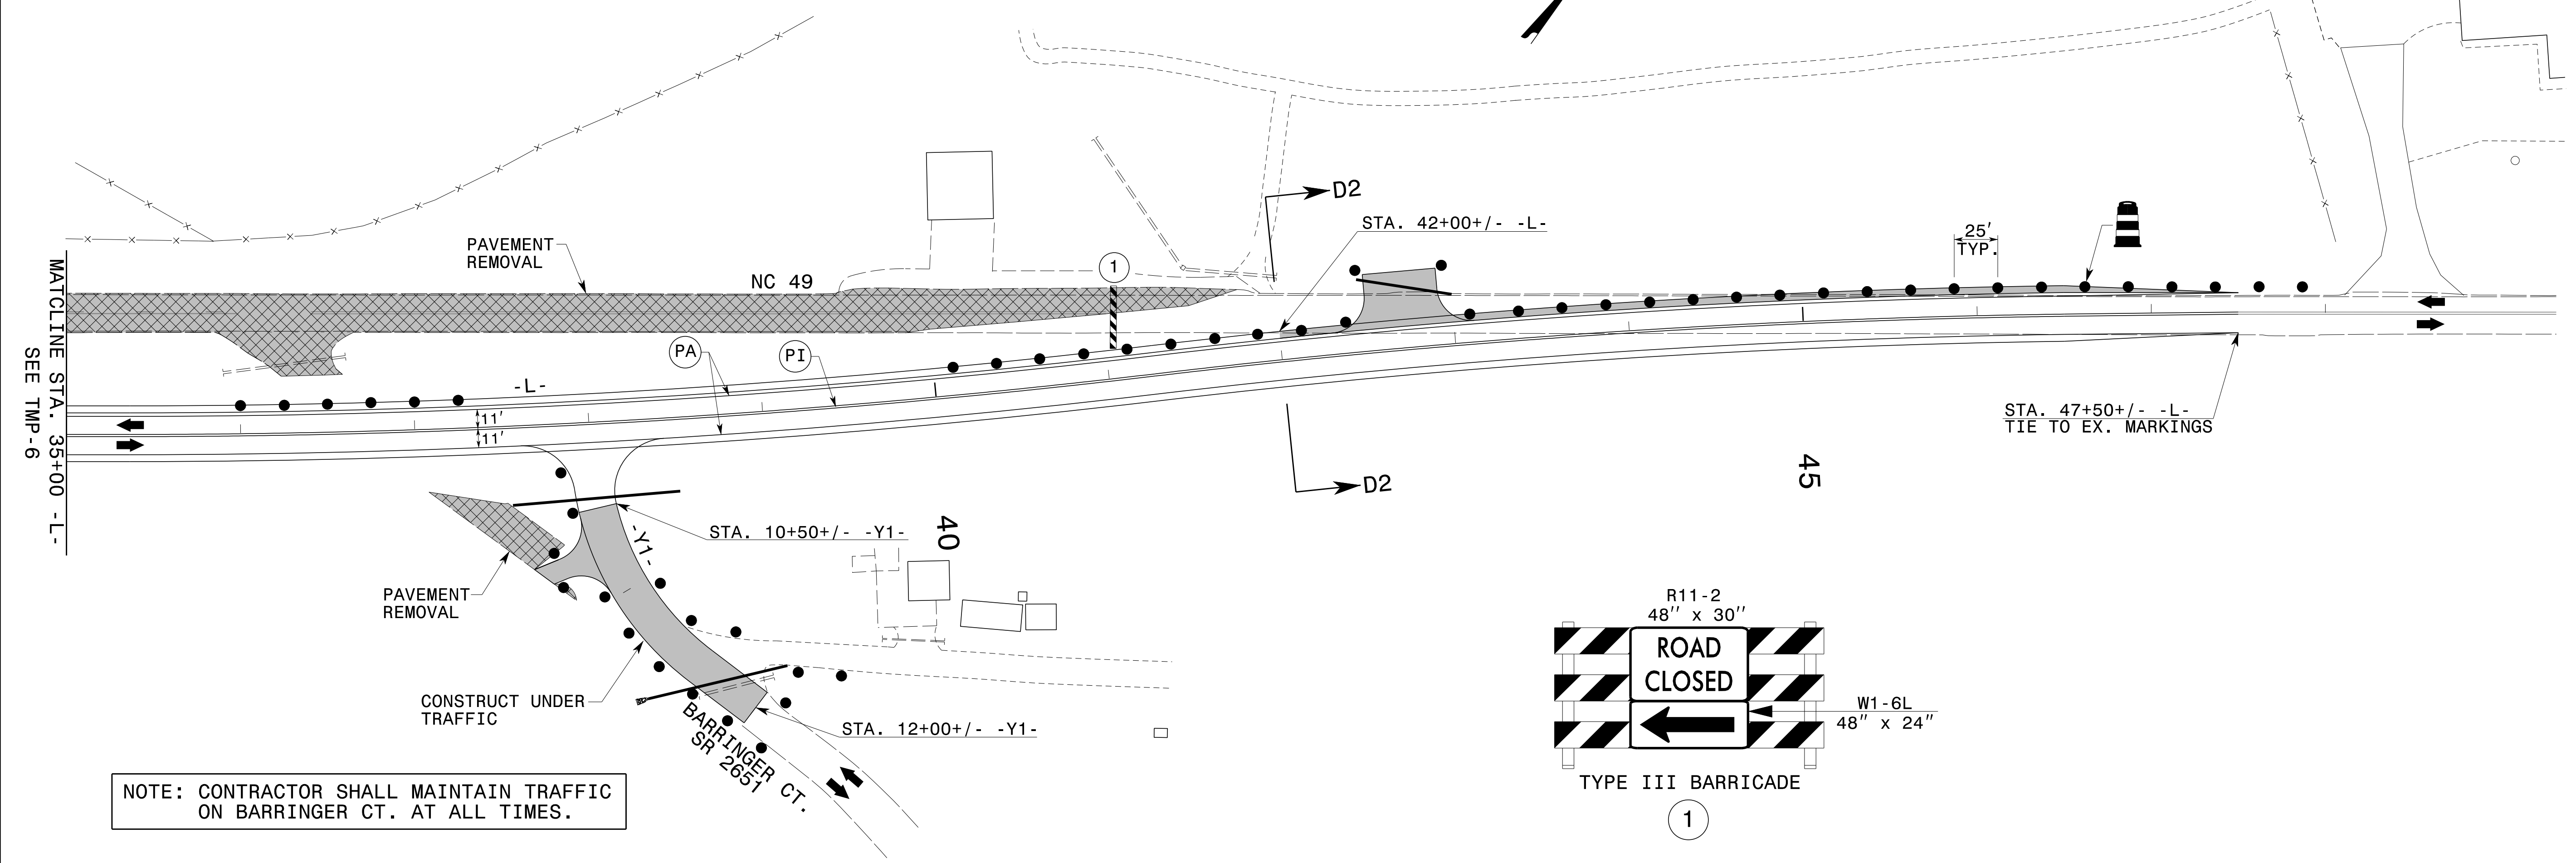 D2
STA. 42+00+/- -L-
25'
TYP.
PAVEMENT
REMOVAL
NC 49
1
MATCLINE STA. 35+00 -L-
SEE TMP-6
PA
PI
-L-
11'
11'
STA. 47+50+/- -L-
TIE TO EX. MARKINGS
45
D2
40
STA. 10+50+/- -Y1-
-Y1-
PAVEMENT
REMOVAL
CONSTRUCT UNDER
TRAFFIC
STA. 12+00+/- -Y1-
BARRINGER CT.
SR 2651
NOTE: CONTRACTOR SHALL MAINTAIN TRAFFIC
ON BARRINGER CT. AT ALL TIMES.
R11-2
48" x 30"
ROAD
CLOSED
W1-6L
48" x 24"
TYPE III BARRICADE
1